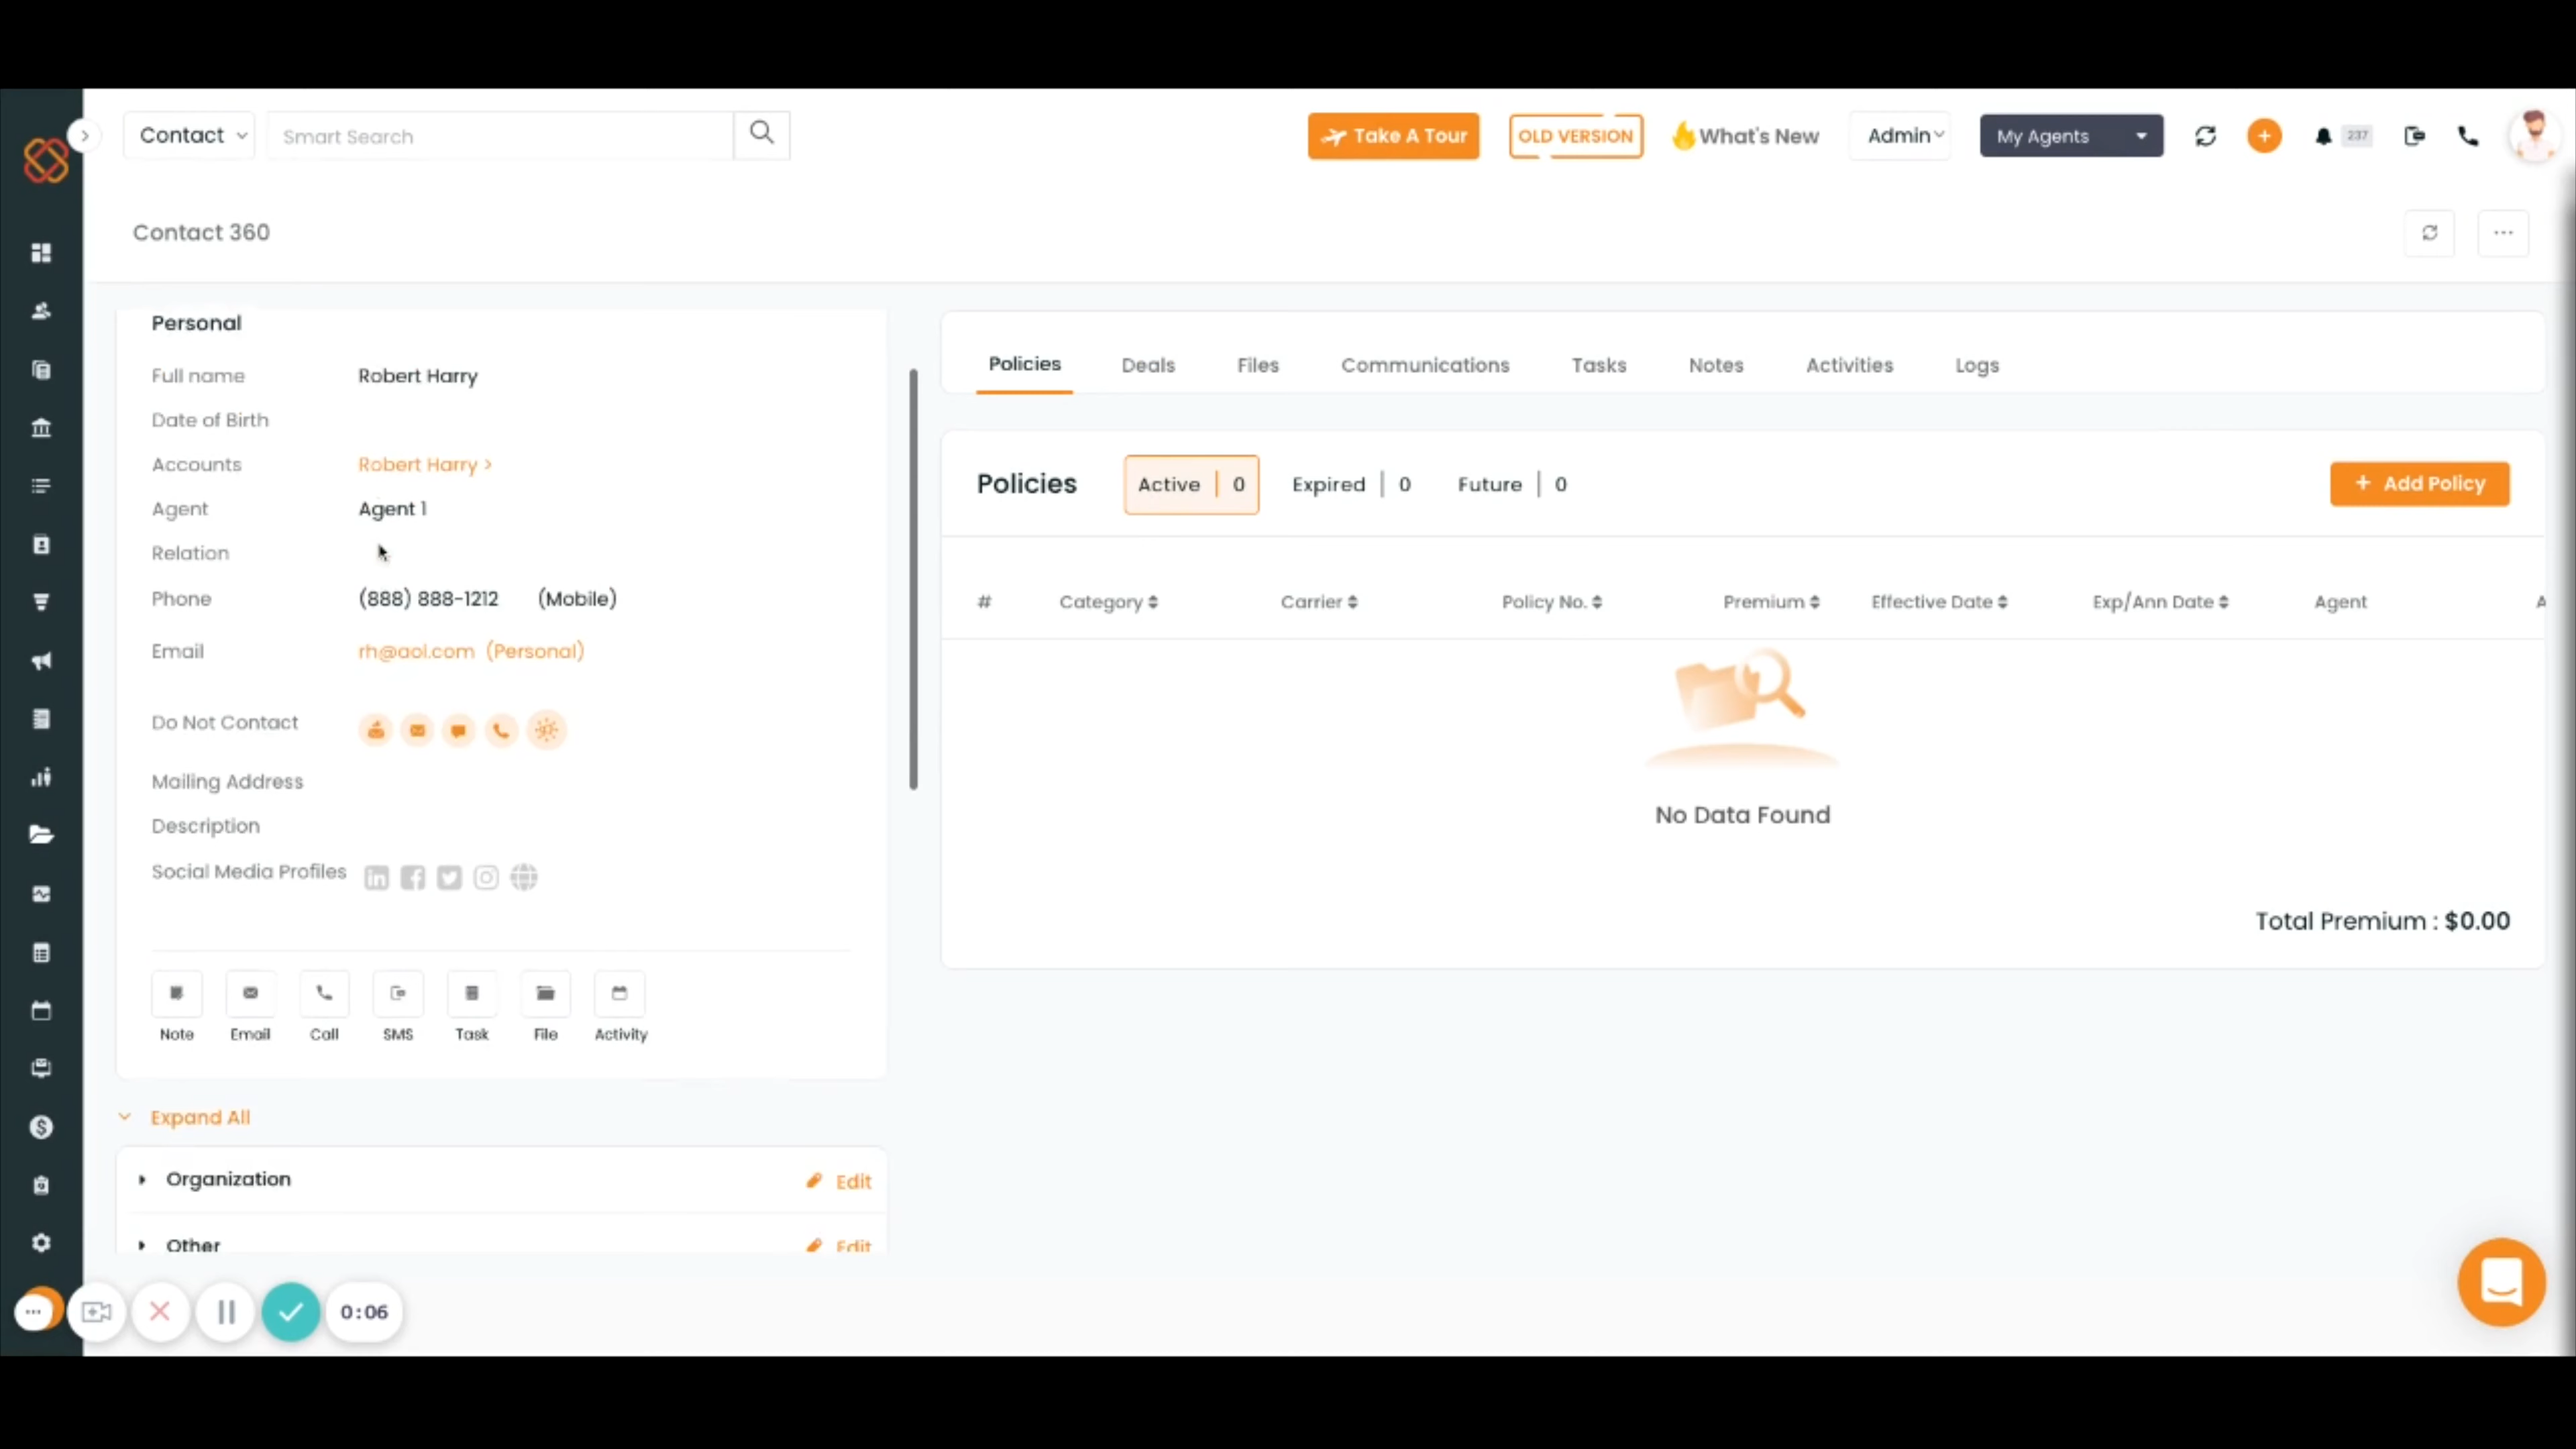 Contact
Smart Search
Take A Tour
OLD VERSION
What's New
Admin
My Agents
237
Contact 360
Personal
Full name Robert Harry
Date of Birth
Accounts Robert Harry >
Agent Agent 1
Relation
Phone (888) 888-1212 (Mobile)
Email rh@aol.com (Personal)
Do Not Contact
Mailing Address
Description
Social Media Profiles
Note Email Call SMS Task File Activity
Expand All
Organization Edit
Other Edit
Policies Deals Files Communications Tasks Notes Activities Logs
Policies Active | 0 Expired | 0 Future | 0 + Add Policy
# Category Carrier Policy No. Premium Effective Date Exp/Ann Date Agent
No Data Found
Total Premium : $0.00
0:06